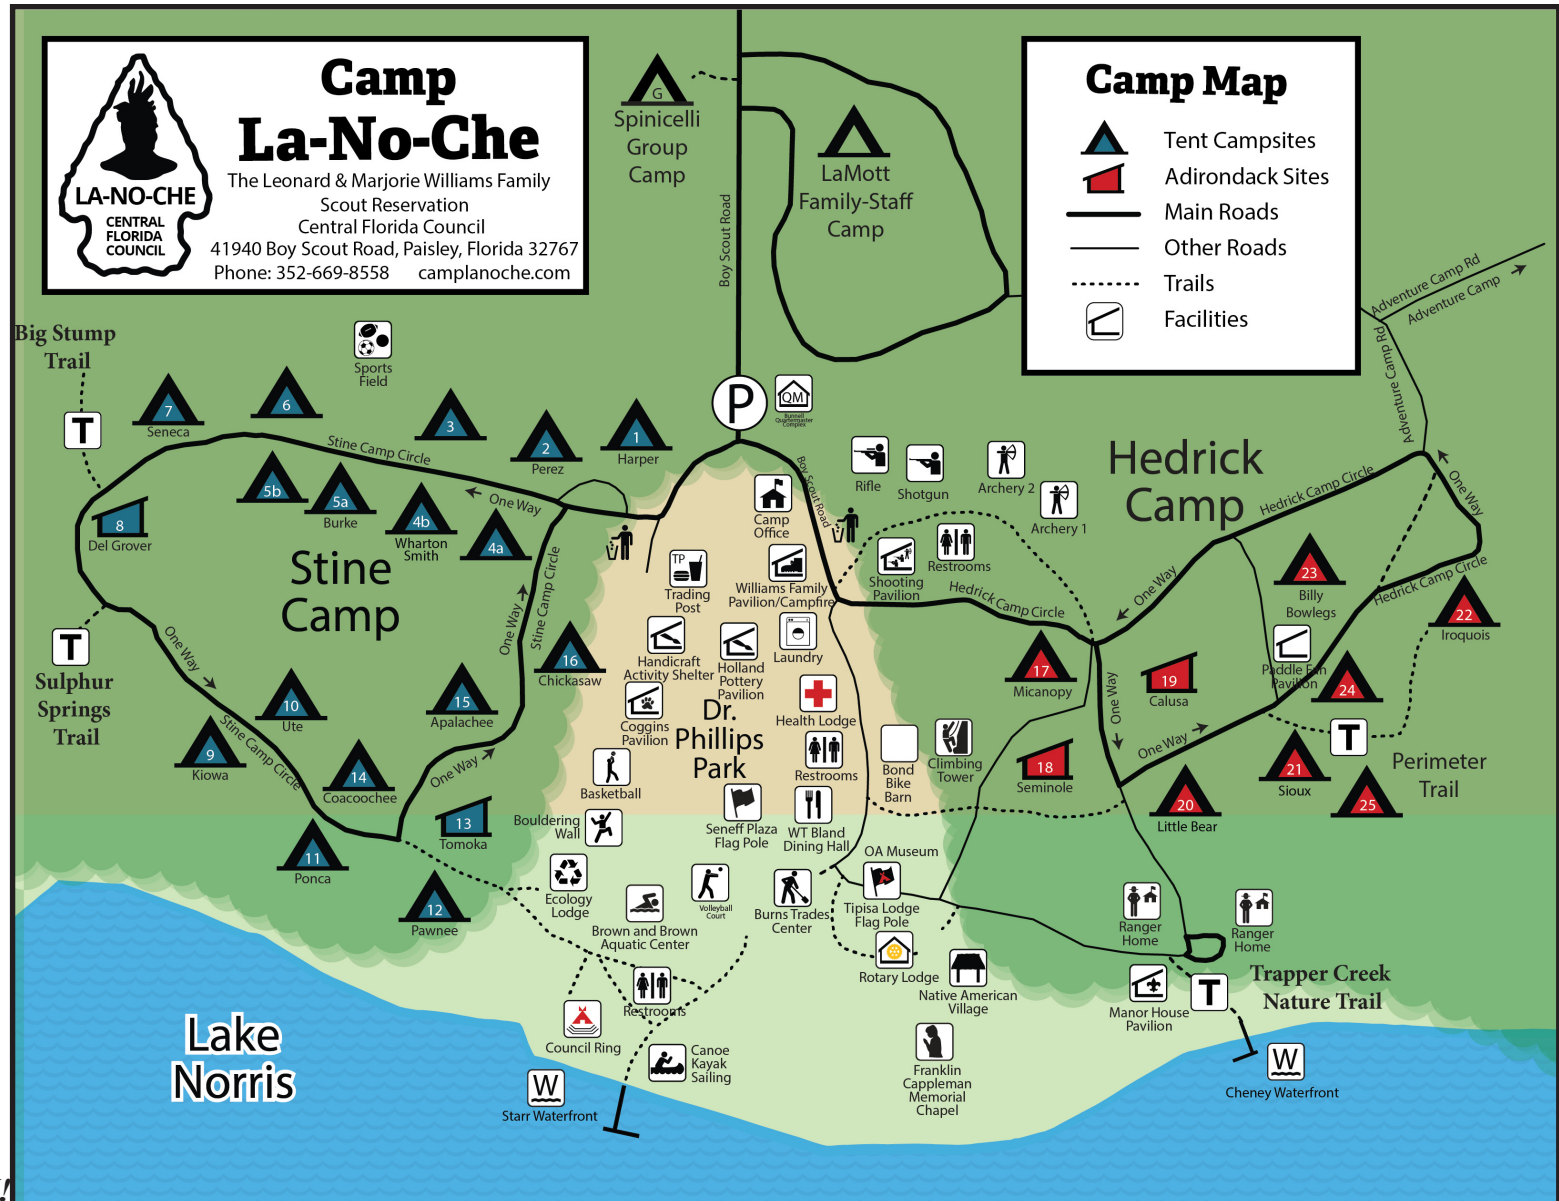 Camp
La-No-Che
The Leonard & Marjorie Williams Family
Scout Reservation
Central Florida Council
41940 Boy Scout Road, Paisley, Florida 32767
Phone: 352-669-8558 camplanoche.com
LA-NO-CHE
CENTRAL
FLORIDA
COUNCIL
G
Spinicelli
Group
Camp
Boy Scout Road
LaMott
Family-Staff
Camp
Camp Map
Tent Campsites
Adirondack Sites
Main Roads
Other Roads
Trails
Facilities
Adventure Camp Rd
Adventure Camp
Adventure Camp Rd
Big Stump
Trail
T
Sports
Field
7
Seneca
6
3
2
Perez
1
Harper
P
QM
Bunnell
Quartermaster
Complex
Stine Camp Circle
One Way
5b
5a
Burke
4b
Wharton
Smith
4a
8
Del Grover
Stine
Camp
One Way
Stine Camp Circle
T
Sulphur
Springs
Trail
One Way
Stine Camp Circle
10
Ute
9
Kiowa
14
Coacoochee
15
Apalachee
16
Chickasaw
One Way
13
Tomoka
11
Ponca
12
Pawnee
Boy Scout Road
Camp
Office
TP
Trading
Post
Williams Family
Pavilion/Campfire
Handicraft
Activity Shelter
Holland
Pottery
Pavilion
Laundry
Coggins
Pavilion
Dr.
Phillips
Park
Health Lodge
Restrooms
Basketball
Seneff Plaza
Flag Pole
WT Bland
Dining Hall
Bouldering
Wall
Bond
Bike
Barn
Climbing
Tower
Rifle
Shotgun
Archery 2
Archery 1
Shooting
Pavilion
Restrooms
Hedrick Camp Circle
Hedrick
Camp
Hedrick Camp Circle
One Way
One Way
Hedrick Camp Circle
23
Billy
Bowlegs
22
Iroquois
Paddle Fun
Pavilion
24
17
Micanopy
19
Calusa
One Way
One Way
18
Seminole
20
Little Bear
21
Sioux
25
T
Perimeter
Trail
Ecology
Lodge
Brown and Brown
Aquatic Center
Volleyball
Court
Burns Trades
Center
OA Museum
Tipisa Lodge
Flag Pole
Rotary Lodge
Native American
Village
Restrooms
Council Ring
Canoe
Kayak
Sailing
W
Starr Waterfront
Franklin
Cappleman
Memorial
Chapel
Ranger
Home
Ranger
Home
Manor House
Pavilion
T
Trapper Creek
Nature Trail
W
Cheney Waterfront
Lake
Norris
!